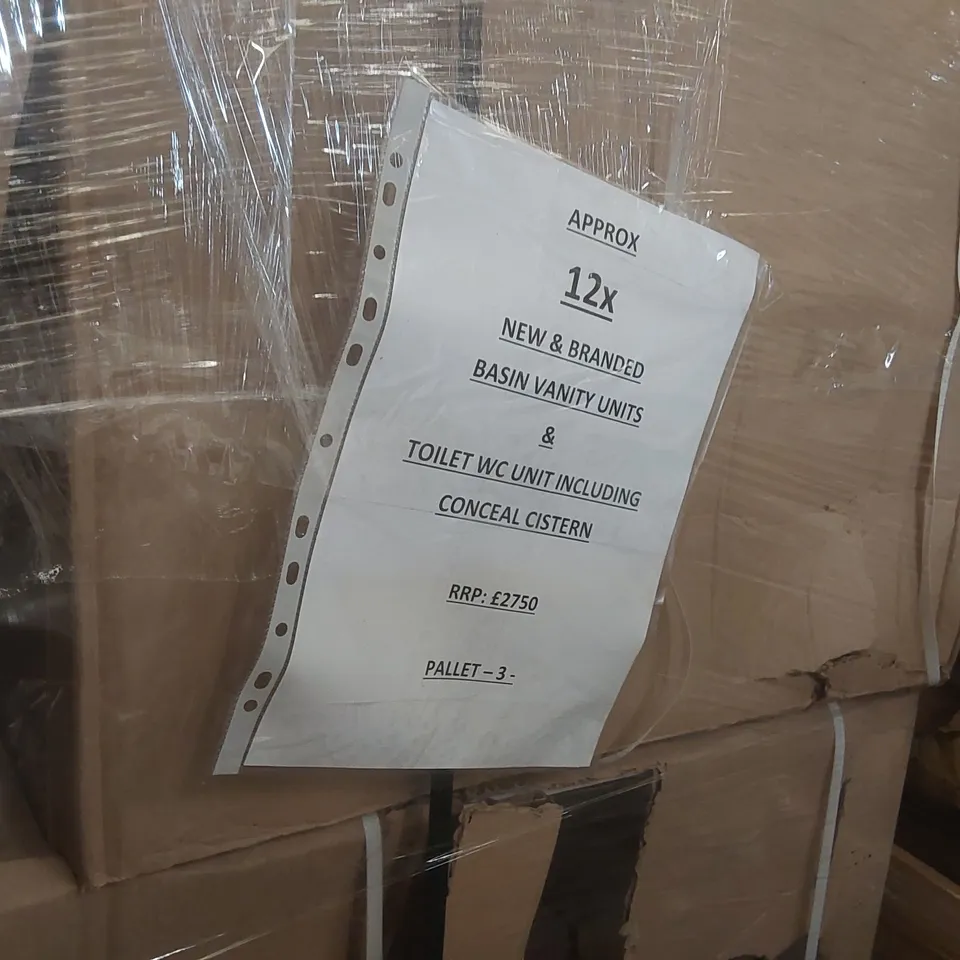 APPROX
12x
NEW & BRANDED
BASIN VANITY UNITS
&
TOILET WC UNIT INCLUDING
CONCEAL CISTERN
RRP: £2750
PALLET – 3 -